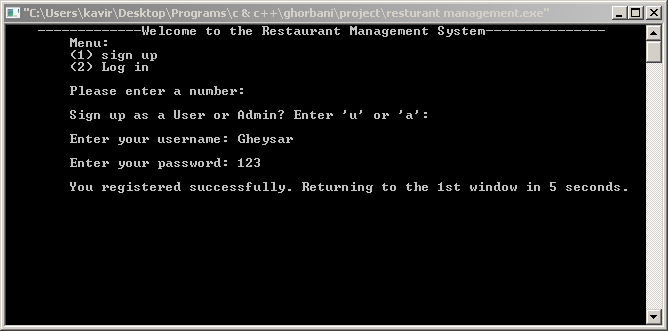 "C:\Users\kavir\Desktop\Programs\c & c++\ghorbani\project\resturant management.exe"
-------------Welcome to the Restaurant Management System---------------
Menu:
(1) sign up
(2) Log in
Please enter a number:
Sign up as a User or Admin? Enter 'u' or 'a':
Enter your username: Gheysar
Enter your password: 123
You registered successfully. Returning to the 1st window in 5 seconds.